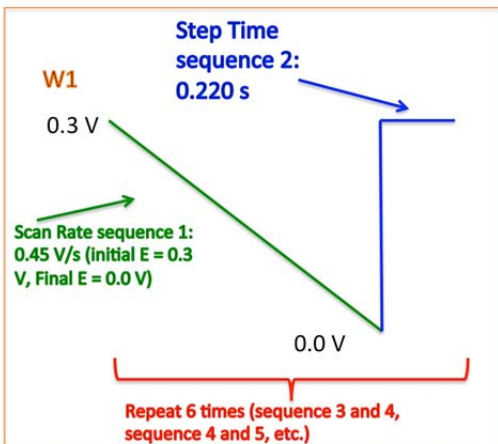 Step Time
sequence 2:
0.220 s
W1
0.3 V
Scan Rate sequence 1:
0.45 V/s (initial E = 0.3
V, Final E = 0.0 V)
0.0 V
Repeat 6 times (sequence 3 and 4,
sequence 4 and 5, etc.)